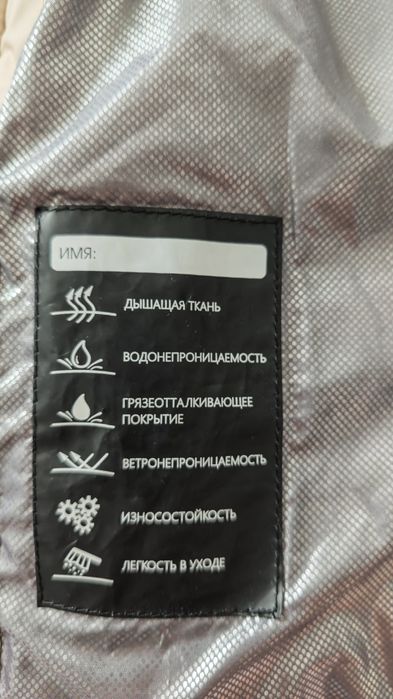 ИМЯ:
ДЫШАЩАЯ ТКАНЬ
ВОДОНЕПРОНИЦАЕМОСТЬ
ГРЯЗЕОТТАЛКИВАЮЩЕЕ
ПОКРЫТИЕ
ВЕТРОНЕПРОНИЦАЕМОСТЬ
ИЗНОСОСТОЙКОСТЬ
ЛЕГКОСТЬ В УХОДЕ